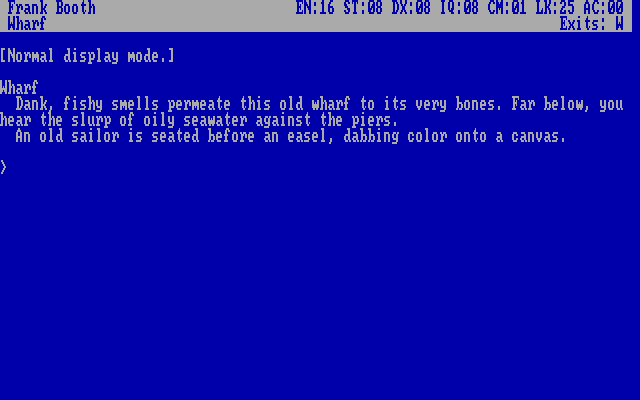 Frank Booth EN:16 ST:08 DX:08 IQ:08 CM:01 LK:25 AC:00
Wharf Exits: W
[Normal display mode.]
Wharf
Dank, fishy smells permeate this old wharf to its very bones. Far below, you
hear the slurp of oily seawater against the piers.
An old sailor is seated before an easel, dabbing color onto a canvas.
>